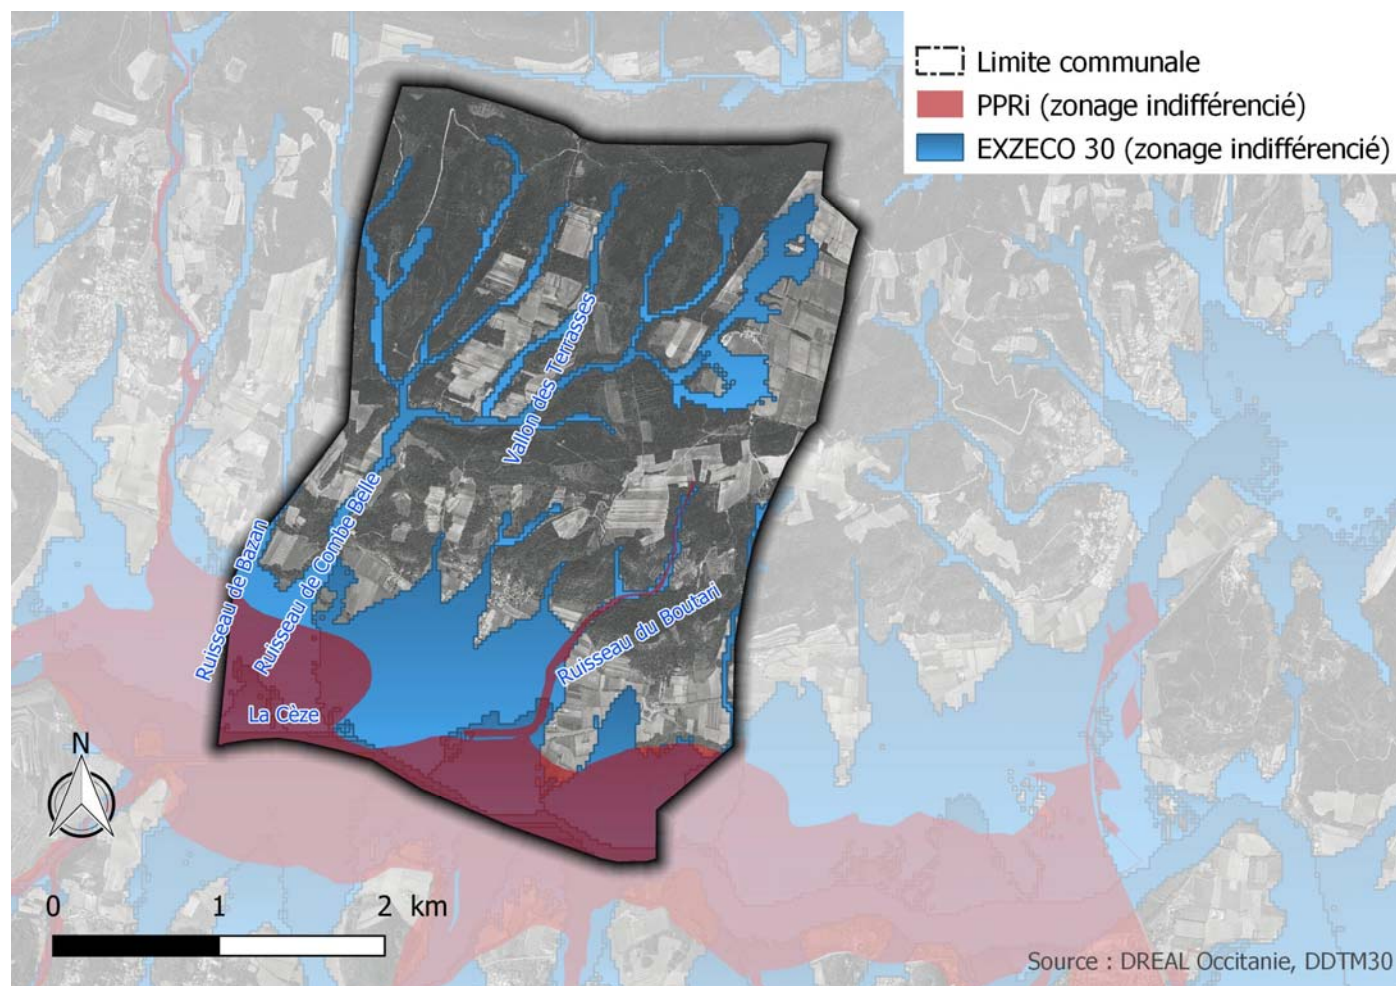 Limite communale
PPRi (zonage indifférencié)
EXZECO 30 (zonage indifférencié)
Vallon des Terrasses
Ruisseau de Bazan
Ruisseau de Combe Belle
Ruisseau du Boutari
La Cèze
N
0 1 2 km
Source : DREAL Occitanie, DDTM30